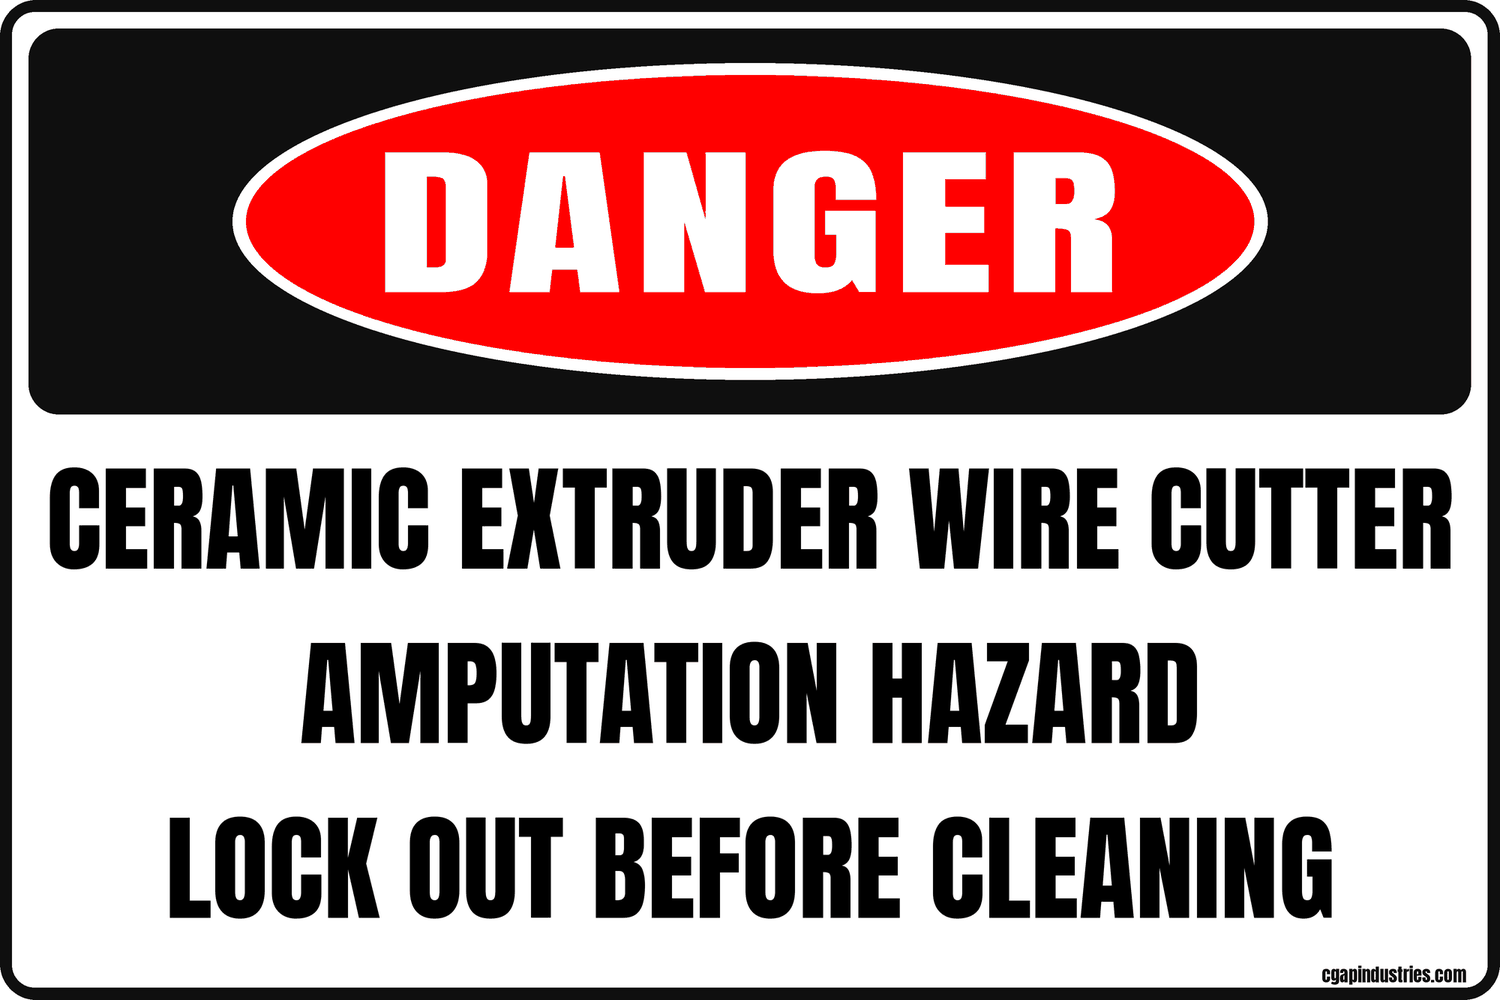 DANGER
CERAMIC EXTRUDER WIRE CUTTER
AMPUTATION HAZARD
LOCK OUT BEFORE CLEANING
cgapindustries.com